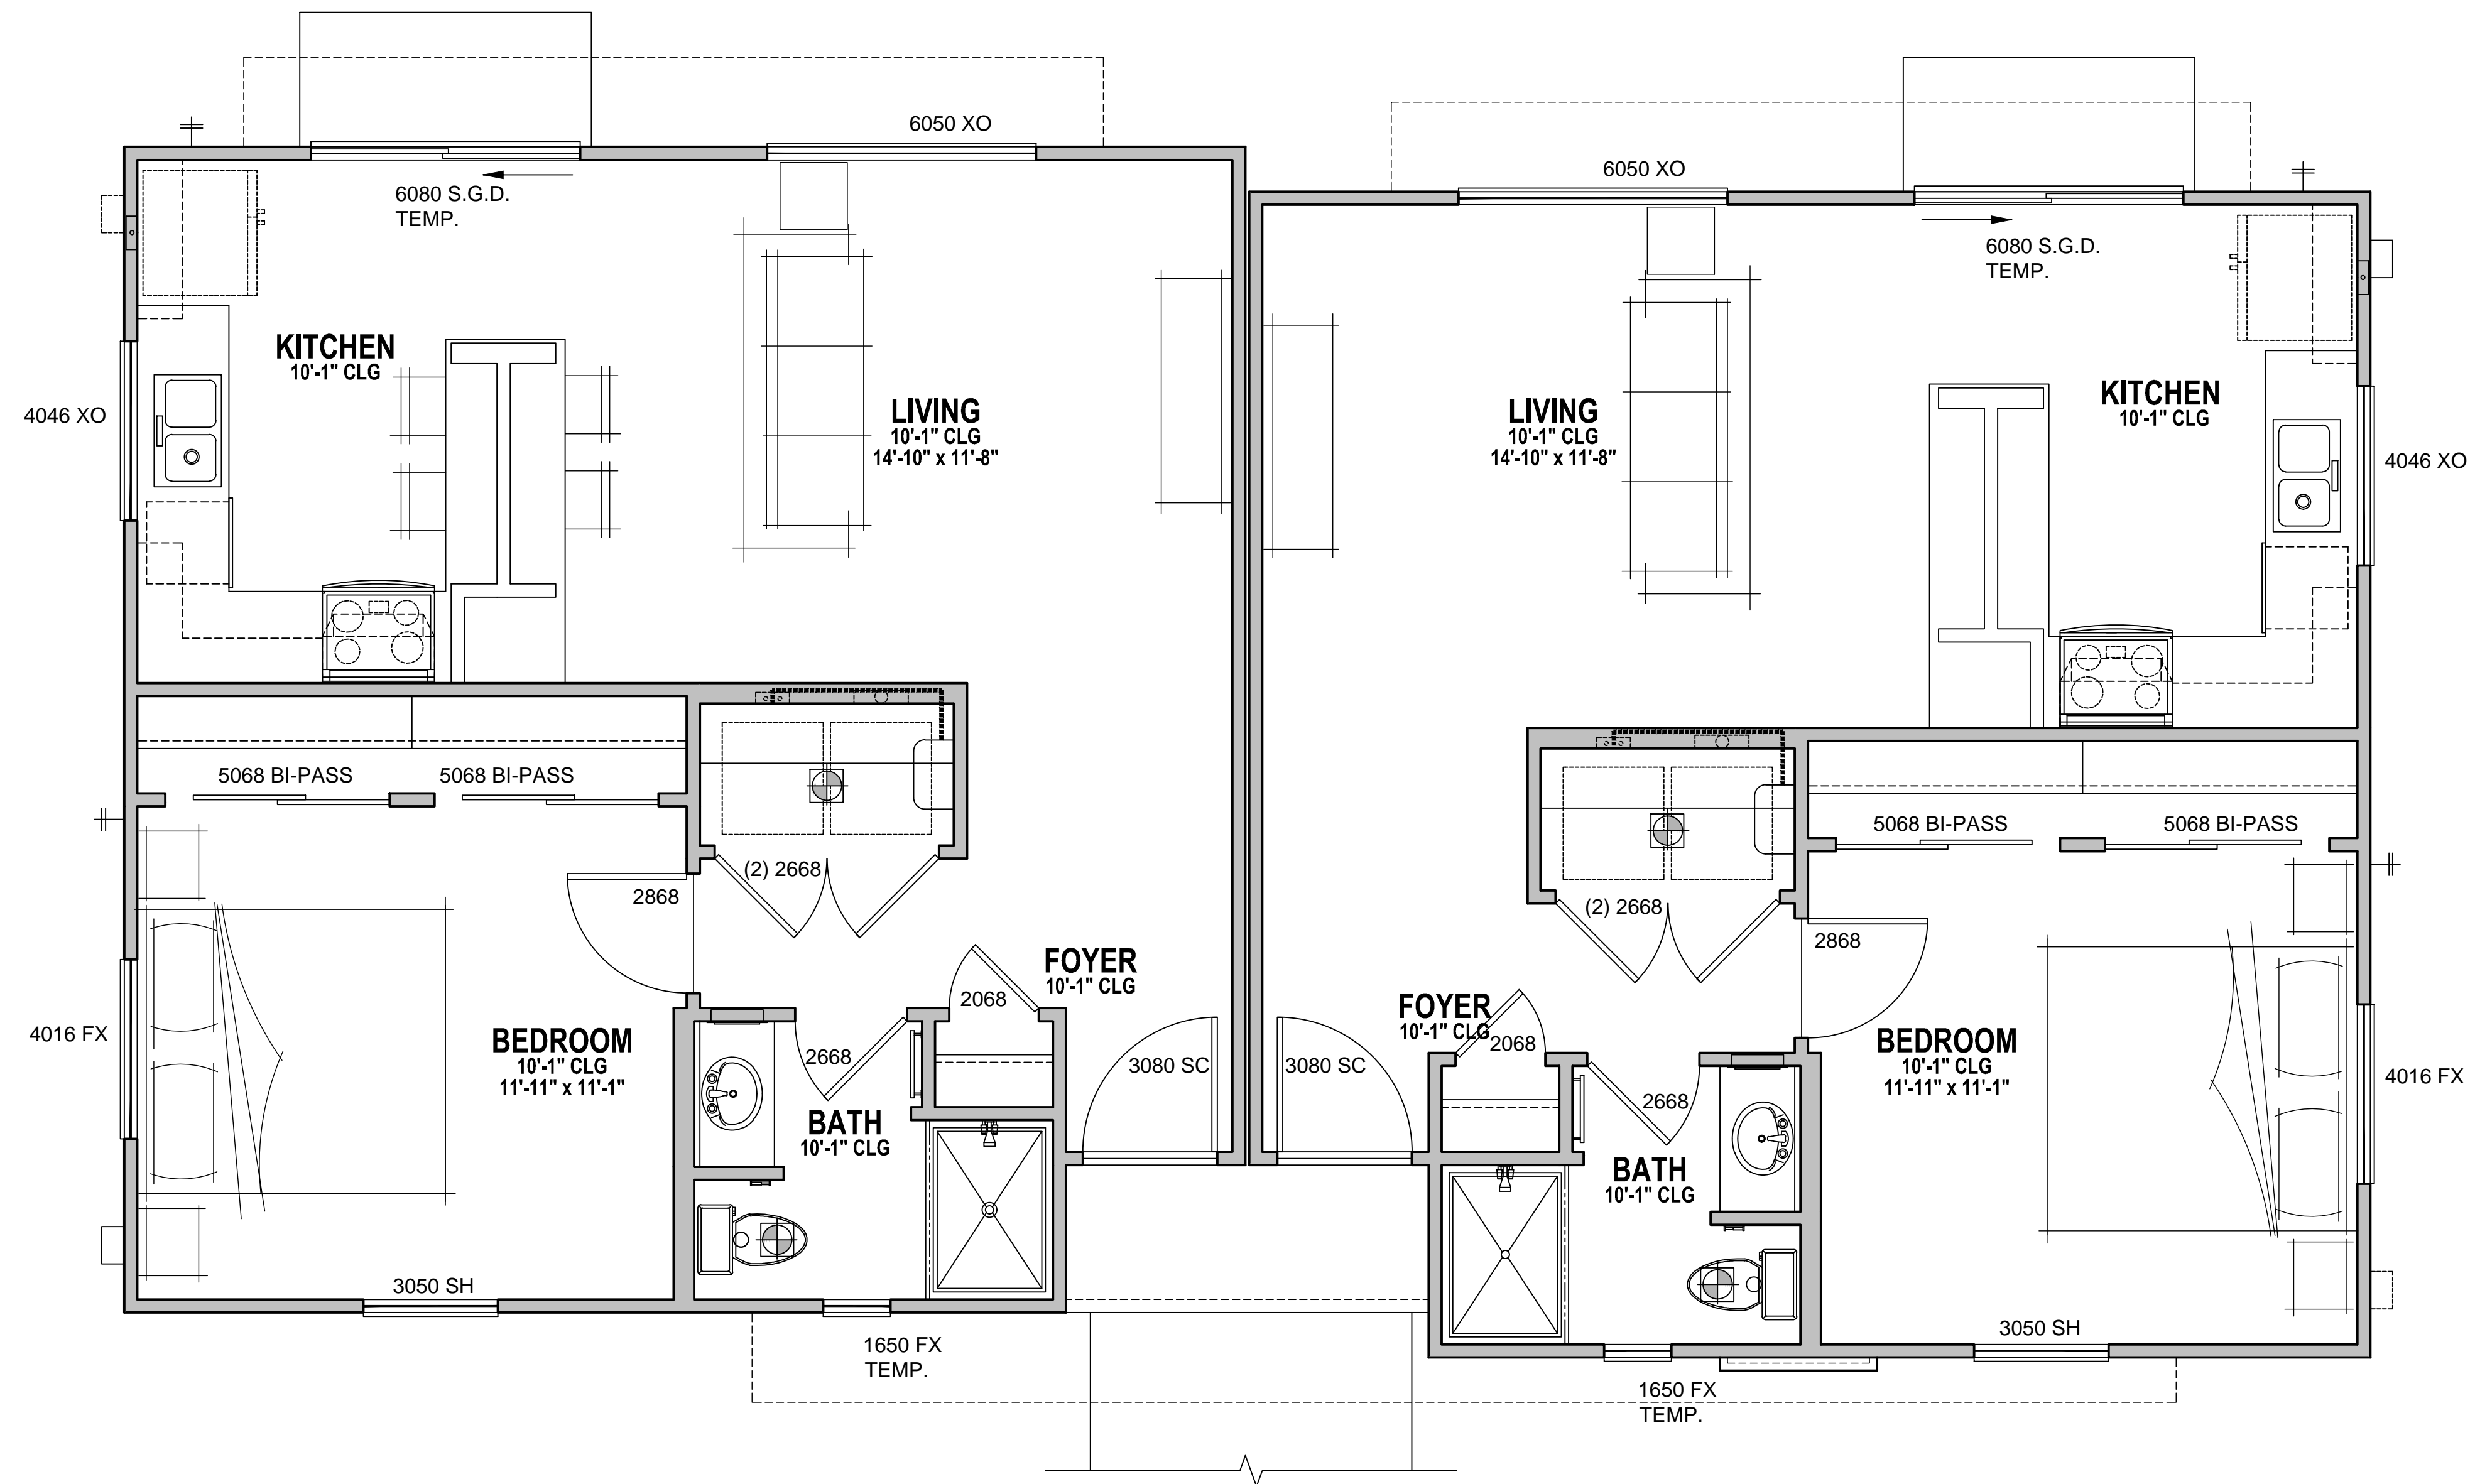 6050 XO
6050 XO
6080 S.G.D.
TEMP.
6080 S.G.D.
TEMP.
KITCHEN
10'-1" CLG
4046 XO
LIVING
10'-1" CLG
14'-10" x 11'-8"
LIVING
10'-1" CLG
14'-10" x 11'-8"
KITCHEN
10'-1" CLG
4046 XO
5068 BI-PASS
5068 BI-PASS
5068 BI-PASS
5068 BI-PASS
(2) 2668
2868
(2) 2668
2868
FOYER
10'-1" CLG
2068
FOYER
10'-1" CLG
2068
4016 FX
BEDROOM
10'-1" CLG
11'-11" x 11'-1"
2668
3080 SC
3080 SC
BEDROOM
10'-1" CLG
11'-11" x 11'-1"
4016 FX
2668
BATH
10'-1" CLG
BATH
10'-1" CLG
3050 SH
3050 SH
1650 FX
TEMP.
1650 FX
TEMP.